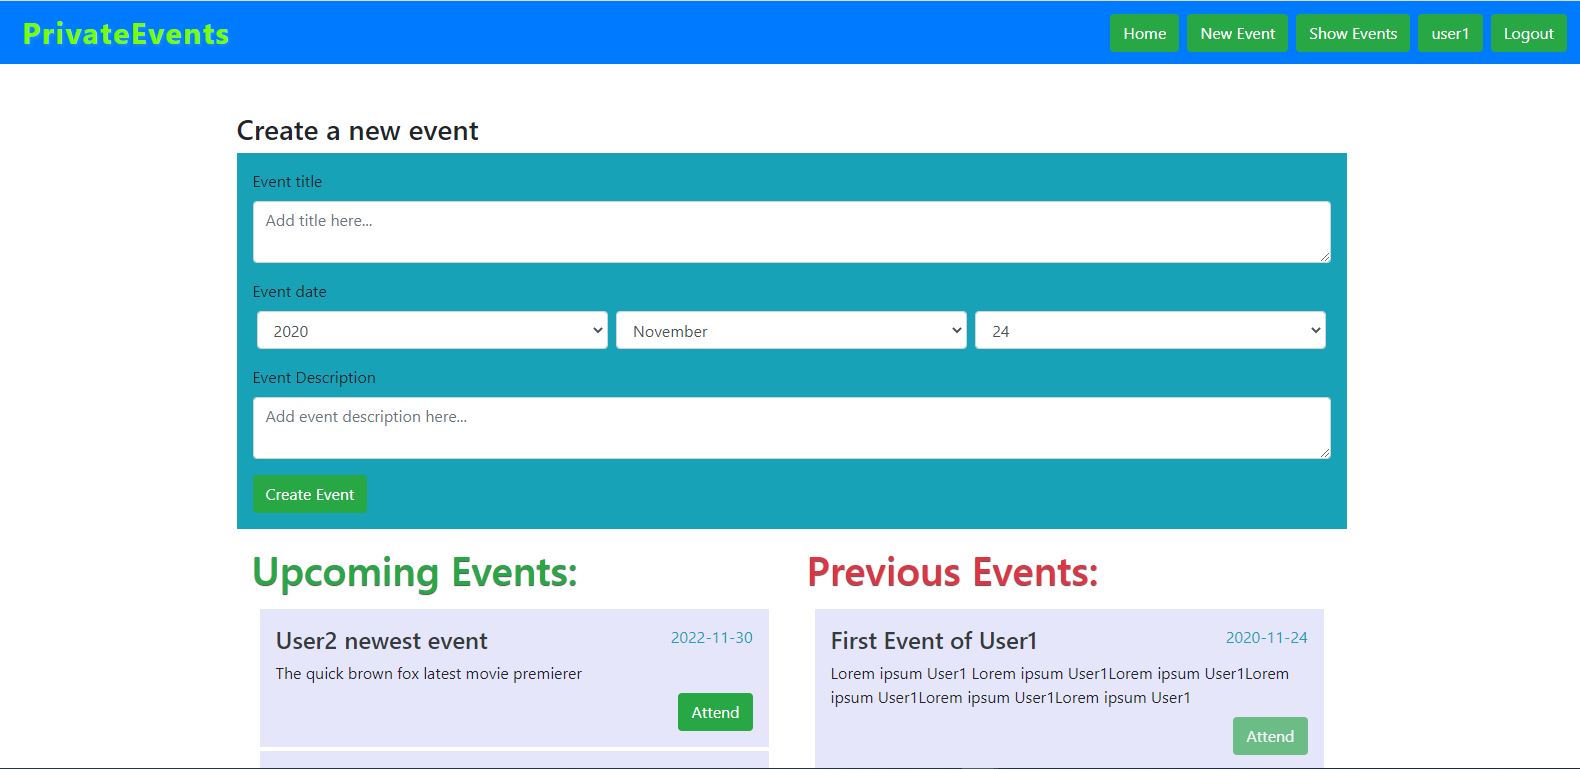 PrivateEvents
Home New Event Show Events user1 Logout
Create a new event
Event title
Add title here...
Event date
2020 November 24
Event Description
Add event description here...
Create Event
Upcoming Events:
User2 newest event 2022-11-30
The quick brown fox latest movie premierer
Attend
Previous Events:
First Event of User1 2020-11-24
Lorem ipsum User1 Lorem ipsum User1Lorem ipsum User1Lorem
ipsum User1Lorem ipsum User1Lorem ipsum User1
Attend